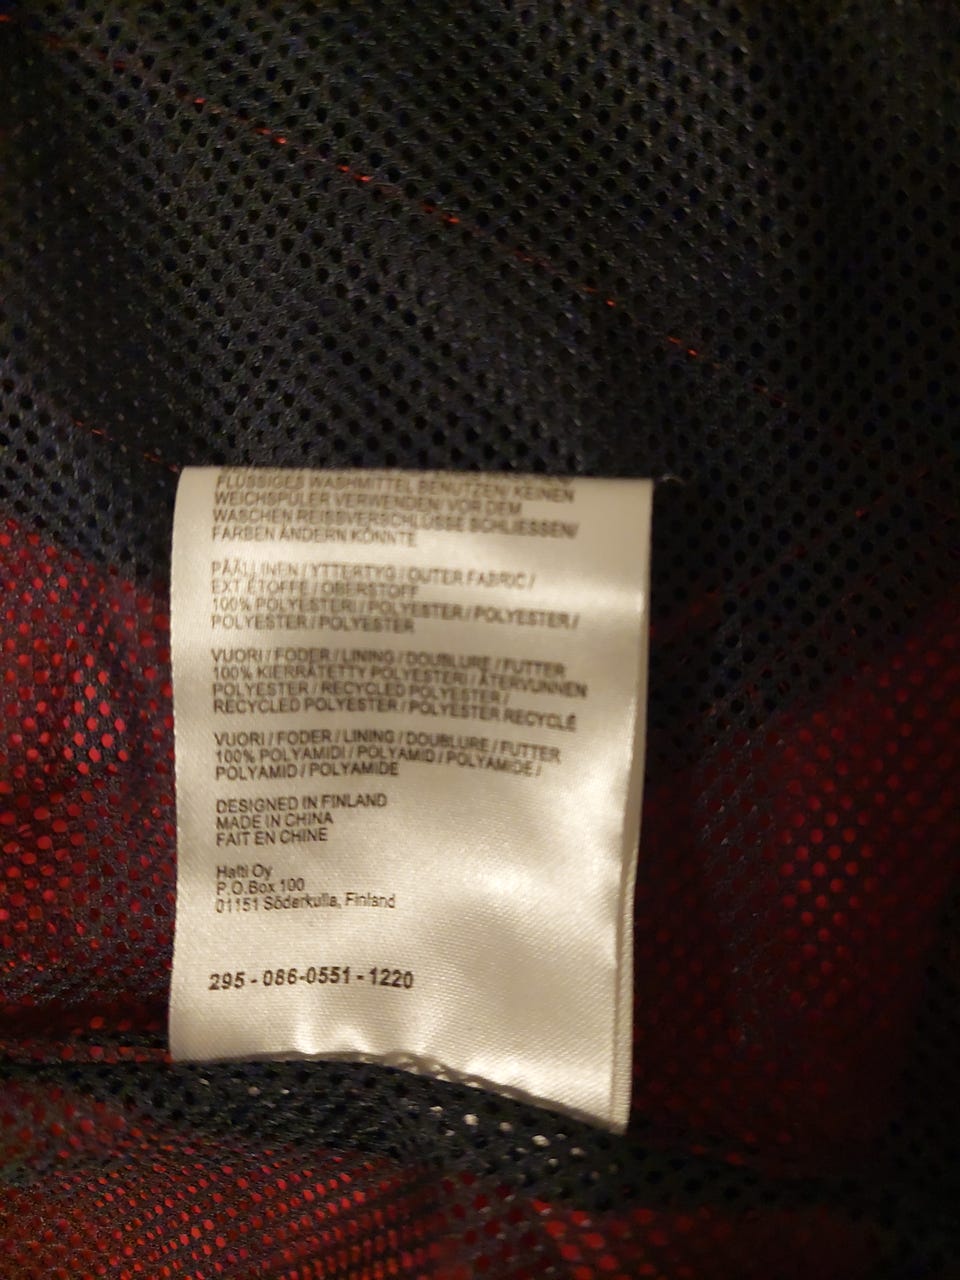 FLÜSSIGES WASHMITTEL BENUTZEN/ KEINEN
WEICHSPÜLER VERWENDEN/ VOR DEM
WASCHEN REISSVERSCHLÜSSE SCHLIESSEN/
FARBEN ÄNDERN KÖNNTE
PÄÄLLINEN / YTTERTYG / OUTER FABRIC /
EXT.ETOFFE / OBERSTOFF
100% POLYESTERI / POLYESTER / POLYESTER /
POLYESTER / POLYESTER
VUORI / FODER / LINING / DOUBLURE / FUTTER
100% KIERRÄTETTY POLYESTERI / ÅTERVUNNEN
POLYESTER / RECYCLED POLYESTER /
RECYCLED POLYESTER / POLYESTER RECYCLÉ
VUORI / FODER / LINING / DOUBLURE / FUTTER
100% POLYAMIDI / POLYAMID / POLYAMIDE /
POLYAMID / POLYAMIDE
DESIGNED IN FINLAND
MADE IN CHINA
FAIT EN CHINE
Halti Oy
P.O.Box 100
01151 Söderkulla, Finland
295 - 086-0551 - 1220